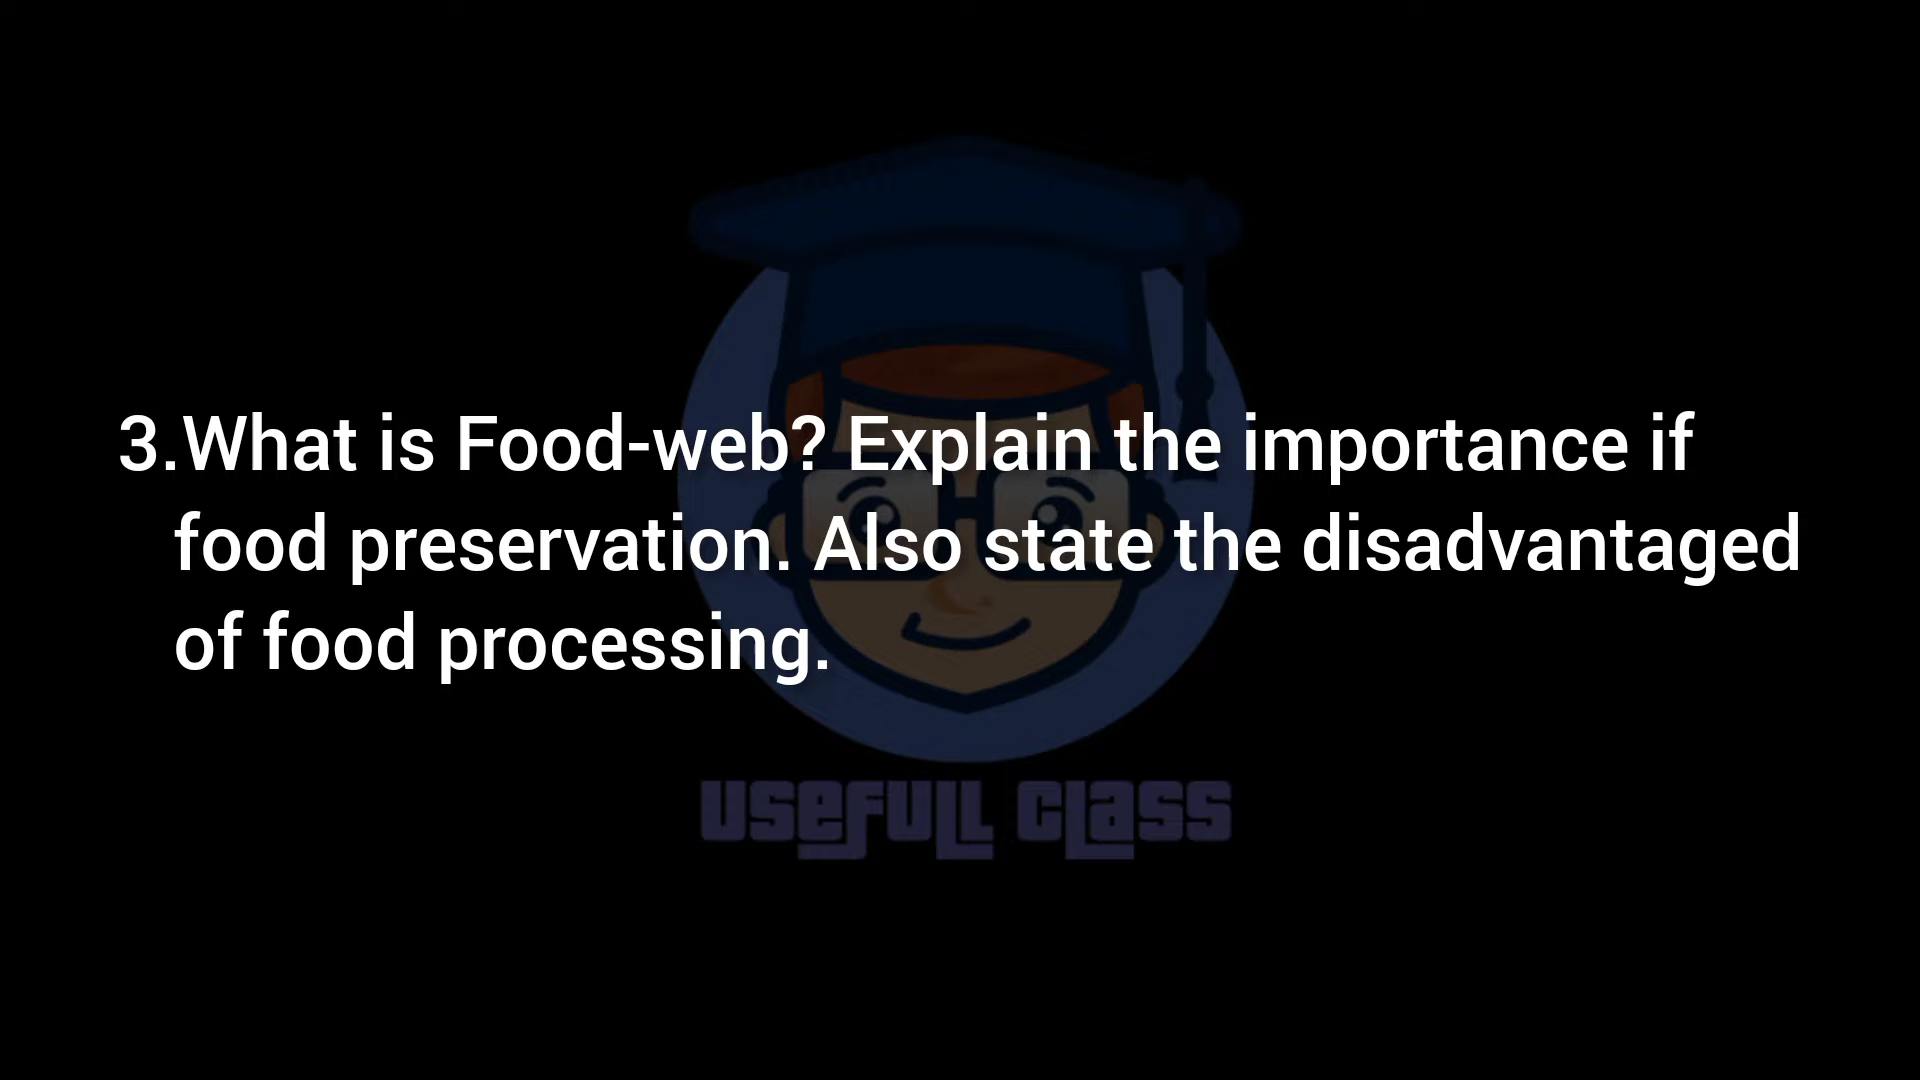 3.What is Food-web? Explain the importance if
food preservation. Also state the disadvantaged
of food processing.
USEFULL CLASS